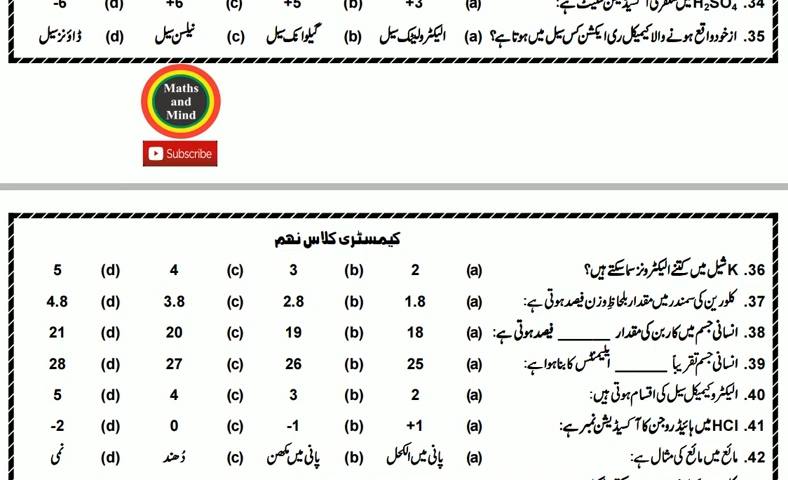 34. H₂SO₄ میں سلفر کی آکسیڈیشن سٹیٹ ہے: (a) +3 (b) +5 (c) +6 (d) -6
35. ازخود واقع ہونے والا کیمیکل ری ایکشن کس سیل میں ہوتا ہے؟ (a) الیکٹرولیٹک سیل (b) گیلوانک سیل (c) نیلسن سیل (d) ڈاؤنز سیل
Maths
and
Mind
Subscribe
کیمسٹری کلاس نهم
36. K شیل میں کتنے الیکٹرونز سما سکتے ہیں؟ (a) 2 (b) 3 (c) 4 (d) 5
37. کلورین کی سمندر میں مقدار بلحاظِ وزن فیصد ہوتی ہے: (a) 1.8 (b) 2.8 (c) 3.8 (d) 4.8
38. انسانی جسم میں کاربن کی مقدار ______ فیصد ہوتی ہے: (a) 18 (b) 19 (c) 20 (d) 21
39. انسانی جسم تقریباً ______ ایلیمنٹس کا بنا ہوا ہے: (a) 25 (b) 26 (c) 27 (d) 28
40. الیکٹروکیمیکل سیل کی اقسام ہوتی ہیں: (a) 2 (b) 3 (c) 4 (d) 5
41. HCl میں ہائیڈروجن کا آکسیڈیشن نمبر ہے: (a) +1 (b) -1 (c) 0 (d) -2
42. مائع میں مائع کی مثال ہے: (a) پانی میں الکحل (b) پانی میں مکھن (c) دُھند (d) نمی